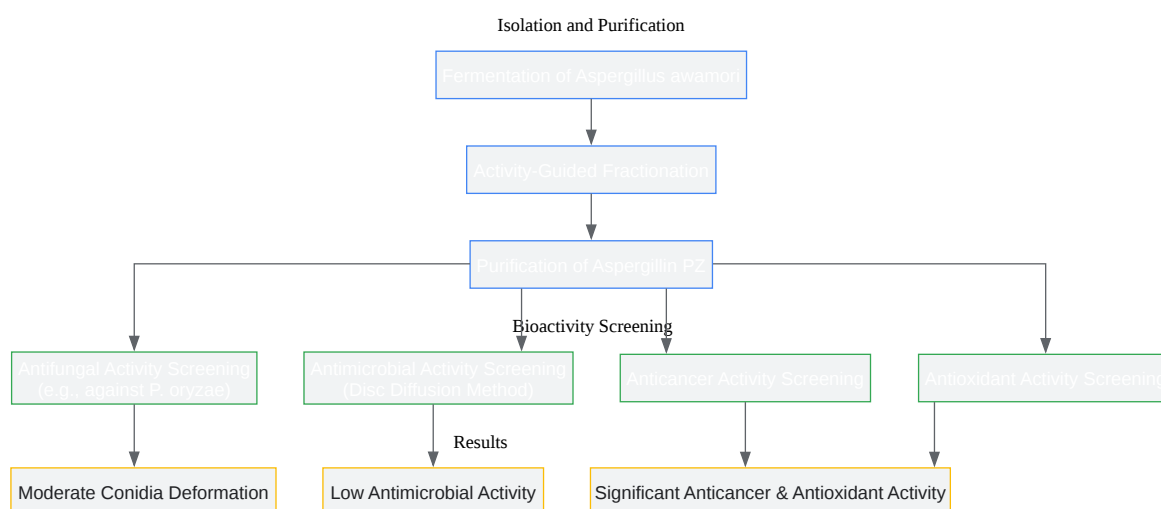 Isolation and Purification
Fermentation of Aspergillus awamori
Activity-Guided Fractionation
Purification of Aspergillin PZ
Bioactivity Screening
Antifungal Activity Screening
(e.g., against P. oryzae)
Antimicrobial Activity Screening
(Disc Diffusion Method)
Anticancer Activity Screening
Antioxidant Activity Screening
Results
Moderate Conidia Deformation
Low Antimicrobial Activity
Significant Anticancer & Antioxidant Activity